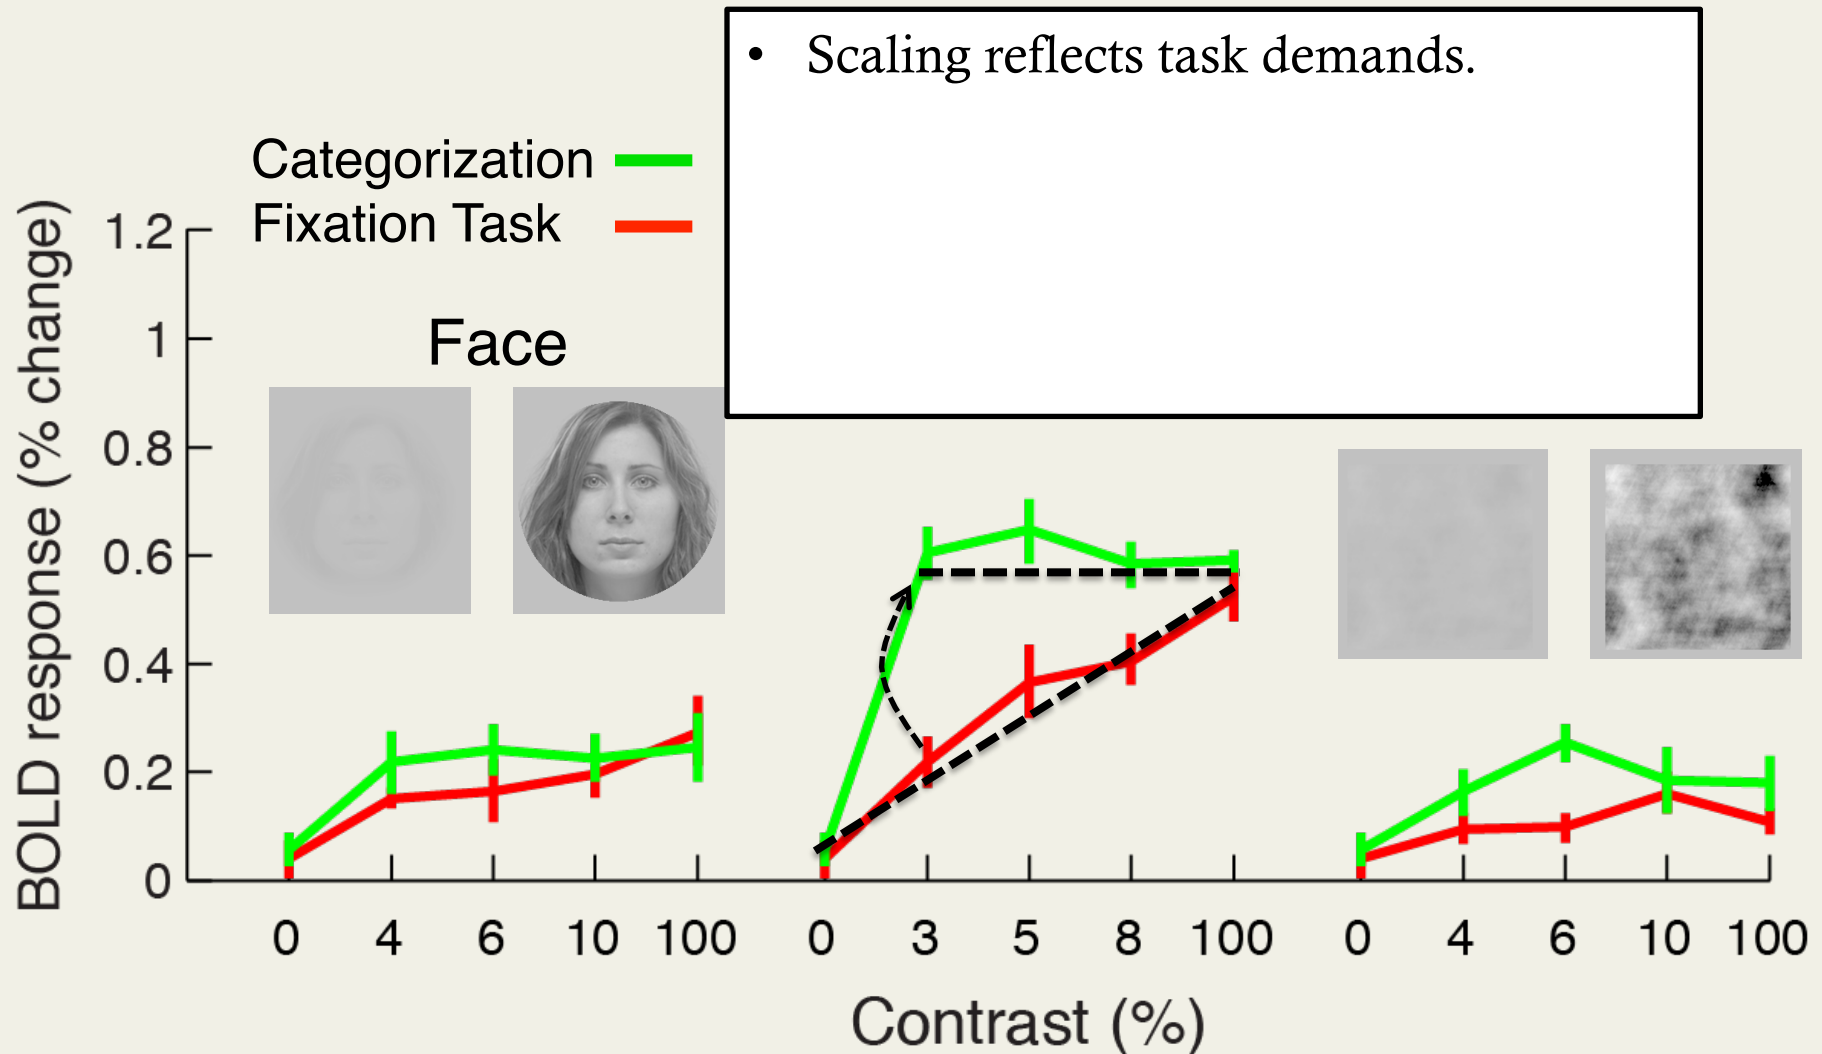 • Scaling reflects task demands.
Categorization
Fixation Task
Face
BOLD response (% change)
1.2
1
0.8
0.6
0.4
0.2
0
0 4 6 10 100 0 3 5 8 100 0 4 6 10 100
Contrast (%)